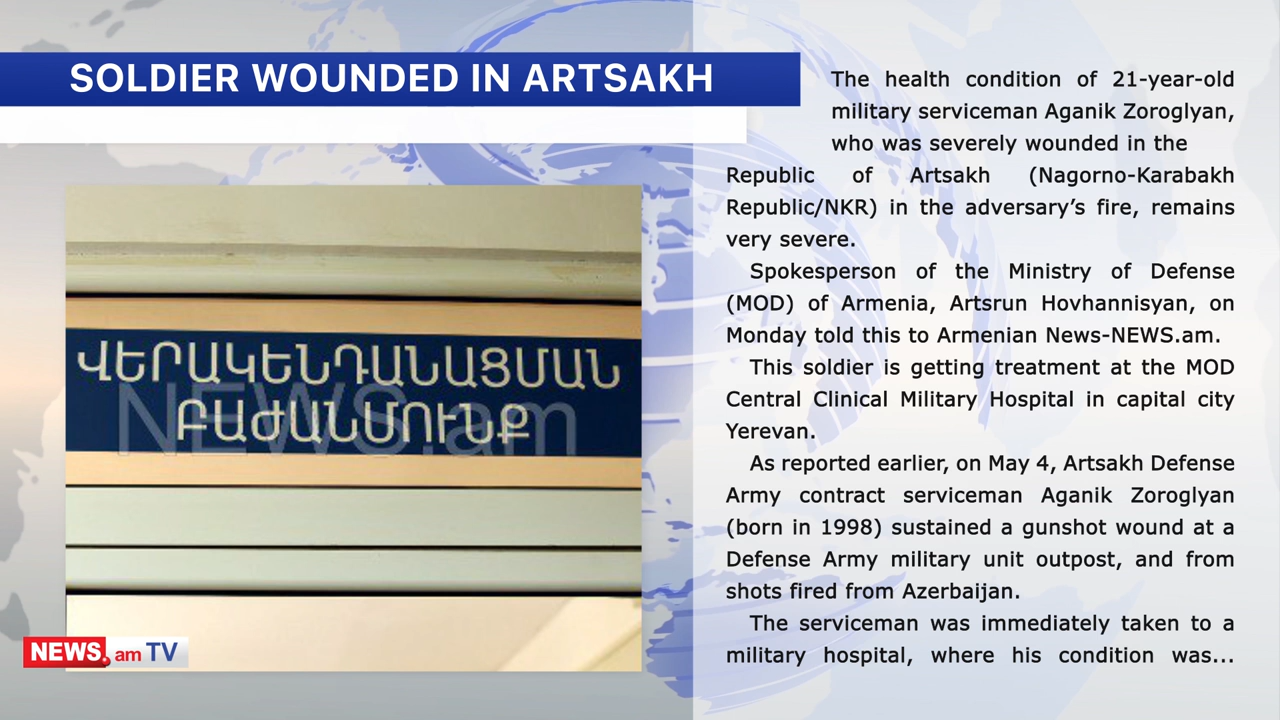 SOLDIER WOUNDED IN ARTSAKH
ՎԵՐԱԿԵՆԴԱՆԱՑՄԱՆ
ԲԱԺԱՆՄՈՒՆՔ
NEWS.am
NEWS.am TV
The health condition of 21-year-old
military serviceman Aganik Zoroglyan,
who was severely wounded in the
Republic of Artsakh (Nagorno-Karabakh
Republic/NKR) in the adversary’s fire, remains
very severe.
Spokesperson of the Ministry of Defense
(MOD) of Armenia, Artsrun Hovhannisyan, on
Monday told this to Armenian News-NEWS.am.
This soldier is getting treatment at the MOD
Central Clinical Military Hospital in capital city
Yerevan.
As reported earlier, on May 4, Artsakh Defense
Army contract serviceman Aganik Zoroglyan
(born in 1998) sustained a gunshot wound at a
Defense Army military unit outpost, and from
shots fired from Azerbaijan.
The serviceman was immediately taken to a
military hospital, where his condition was...